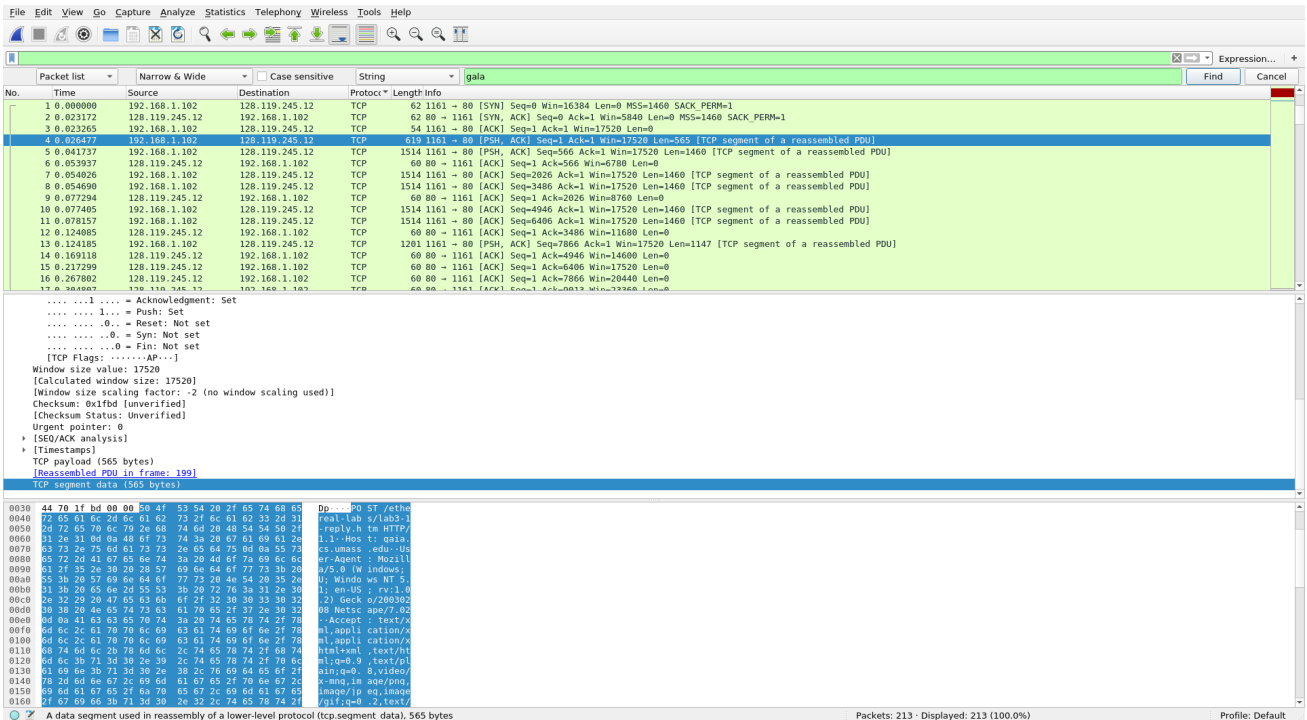 File Edit View Go Capture Analyze Statistics Telephony Wireless Tools Help
Expression... +
Packet list Narrow & Wide Case sensitive String gala Find Cancel
No. Time Source Destination Protocc Length Info
1 0.000000 192.168.1.102 128.119.245.12 TCP 62 1161 → 80 [SYN] Seq=0 Win=16384 Len=0 MSS=1460 SACK_PERM=1
2 0.023172 128.119.245.12 192.168.1.102 TCP 62 80 → 1161 [SYN, ACK] Seq=0 Ack=1 Win=5840 Len=0 MSS=1460 SACK_PERM=1
3 0.023265 192.168.1.102 128.119.245.12 TCP 54 1161 → 80 [ACK] Seq=1 Ack=1 Win=17520 Len=0
4 0.026477 192.168.1.102 128.119.245.12 TCP 619 1161 → 80 [PSH, ACK] Seq=1 Ack=1 Win=17520 Len=565 [TCP segment of a reassembled PDU]
5 0.041737 192.168.1.102 128.119.245.12 TCP 1514 1161 → 80 [PSH, ACK] Seq=566 Ack=1 Win=17520 Len=1460 [TCP segment of a reassembled PDU]
6 0.053937 128.119.245.12 192.168.1.102 TCP 60 80 → 1161 [ACK] Seq=1 Ack=566 Win=6780 Len=0
7 0.054026 192.168.1.102 128.119.245.12 TCP 1514 1161 → 80 [ACK] Seq=2026 Ack=1 Win=17520 Len=1460 [TCP segment of a reassembled PDU]
8 0.054690 192.168.1.102 128.119.245.12 TCP 1514 1161 → 80 [ACK] Seq=3486 Ack=1 Win=17520 Len=1460 [TCP segment of a reassembled PDU]
9 0.077294 128.119.245.12 192.168.1.102 TCP 60 80 → 1161 [ACK] Seq=1 Ack=2026 Win=8760 Len=0
10 0.077405 192.168.1.102 128.119.245.12 TCP 1514 1161 → 80 [ACK] Seq=4946 Ack=1 Win=17520 Len=1460 [TCP segment of a reassembled PDU]
11 0.078157 192.168.1.102 128.119.245.12 TCP 1514 1161 → 80 [ACK] Seq=6406 Ack=1 Win=17520 Len=1460 [TCP segment of a reassembled PDU]
12 0.124085 128.119.245.12 192.168.1.102 TCP 60 80 → 1161 [ACK] Seq=1 Ack=3486 Win=11680 Len=0
13 0.124185 192.168.1.102 128.119.245.12 TCP 1201 1161 → 80 [PSH, ACK] Seq=7866 Ack=1 Win=17520 Len=1147 [TCP segment of a reassembled PDU]
14 0.169118 128.119.245.12 192.168.1.102 TCP 60 80 → 1161 [ACK] Seq=1 Ack=4946 Win=14600 Len=0
15 0.217299 128.119.245.12 192.168.1.102 TCP 60 80 → 1161 [ACK] Seq=1 Ack=6406 Win=17520 Len=0
16 0.267802 128.119.245.12 192.168.1.102 TCP 60 80 → 1161 [ACK] Seq=1 Ack=7866 Win=20440 Len=0
17 0.304807 128.119.245.12 192.168.1.102 TCP 60 80 → 1161 [ACK] Seq=1 Ack=9013 Win=23360 Len=0
.... ...1 .... = Acknowledgment: Set
.... .... 1... = Push: Set
.... .... .0.. = Reset: Not set
.... .... ..0. = Syn: Not set
.... .... ...0 = Fin: Not set
[TCP Flags: ·······AP···]
Window size value: 17520
[Calculated window size: 17520]
[Window size scaling factor: -2 (no window scaling used)]
Checksum: 0x1fbd [unverified]
[Checksum Status: Unverified]
Urgent pointer: 0
[SEQ/ACK analysis]
[Timestamps]
TCP payload (565 bytes)
[Reassembled PDU in frame: 199]
TCP segment data (565 bytes)
0030 44 70 1f bd 00 00 50 4f 53 54 20 2f 65 74 68 65 Dp····PO ST /ethe
0040 72 65 61 6c 2d 6c 61 62 73 2f 6c 61 62 33 2d 31 real-lab s/lab3-1
0050 2d 72 65 70 6c 79 2e 68 74 6d 20 48 54 54 50 2f -reply.h tm HTTP/
0060 31 2e 31 0d 0a 48 6f 73 74 3a 20 67 61 69 61 2e 1.1··Hos t: gaia.
0070 63 73 2e 75 6d 61 73 73 2e 65 64 75 0d 0a 55 73 cs.umass .edu··Us
0080 65 72 2d 41 67 65 6e 74 3a 20 4d 6f 7a 69 6c 6c er-Agent : Mozill
0090 61 2f 35 2e 30 20 28 57 69 6e 64 6f 77 73 3b 20 a/5.0 (W indows;
00a0 55 3b 20 57 69 6e 64 6f 77 73 20 4e 54 20 35 2e U; Windo ws NT 5.
00b0 31 3b 20 65 6e 2d 55 53 3b 20 72 76 3a 31 2e 30 1; en-US ; rv:1.0
00c0 2e 32 29 20 47 65 63 6b 6f 2f 32 30 30 33 30 32 .2) Geck o/200302
00d0 30 38 20 4e 65 74 73 63 61 70 65 2f 37 2e 30 32 08 Netsc ape/7.02
00e0 0d 0a 41 63 63 65 70 74 3a 20 74 65 78 74 2f 78 ··Accept : text/x
00f0 6d 6c 2c 61 70 70 6c 69 63 61 74 69 6f 6e 2f 78 ml,appli cation/x
0100 6d 6c 2c 61 70 70 6c 69 63 61 74 69 6f 6e 2f 78 ml,appli cation/x
0110 68 74 6d 6c 2b 78 6d 6c 2c 74 65 78 74 2f 68 74 html+xml ,text/ht
0120 6d 6c 3b 71 3d 30 2e 39 2c 74 65 78 74 2f 70 6c ml;q=0.9 ,text/pl
0130 61 69 6e 3b 71 3d 30 2e 38 2c 76 69 64 65 6f 2f ain;q=0. 8,video/
0140 78 2d 6d 6e 67 2c 69 6d 61 67 65 2f 70 6e 67 2c x-mng,im age/png,
0150 69 6d 61 67 65 2f 6a 70 65 67 2c 69 6d 61 67 65 image/jp eg,image
0160 2f 67 69 66 3b 71 3d 30 2e 32 2c 74 65 78 74 2f /gif;q=0 .2,text/
A data segment used in reassembly of a lower-level protocol (tcp.segment_data), 565 bytes Packets: 213 · Displayed: 213 (100.0%) Profile: Default